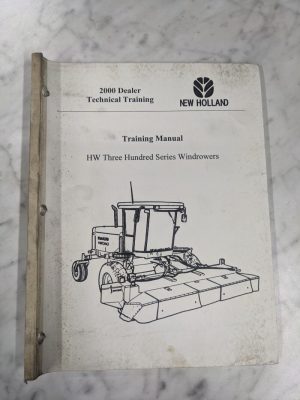 2000 Dealer
Technical Training
NEW HOLLAND
Training Manual
HW Three Hundred Series Windrowers